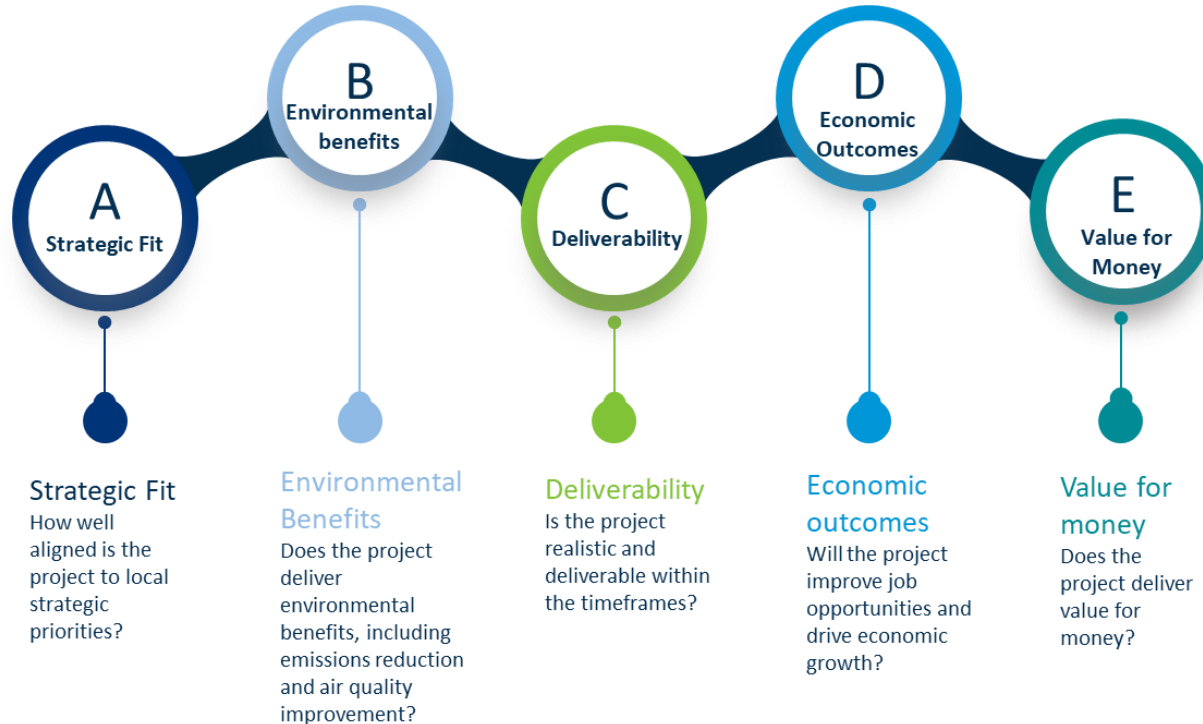 A
Strategic Fit
B
Environmental
benefits
C
Deliverability
D
Economic
Outcomes
E
Value for
Money
Strategic Fit
How well
aligned is the
project to local
strategic
priorities?
Environmental
Benefits
Does the project
deliver
environmental
benefits, including
emissions reduction
and air quality
improvement?
Deliverability
Is the project
realistic and
deliverable within
the timeframes?
Economic
outcomes
Will the project
improve job
opportunities and
drive economic
growth?
Value for
money
Does the
project deliver
value for
money?